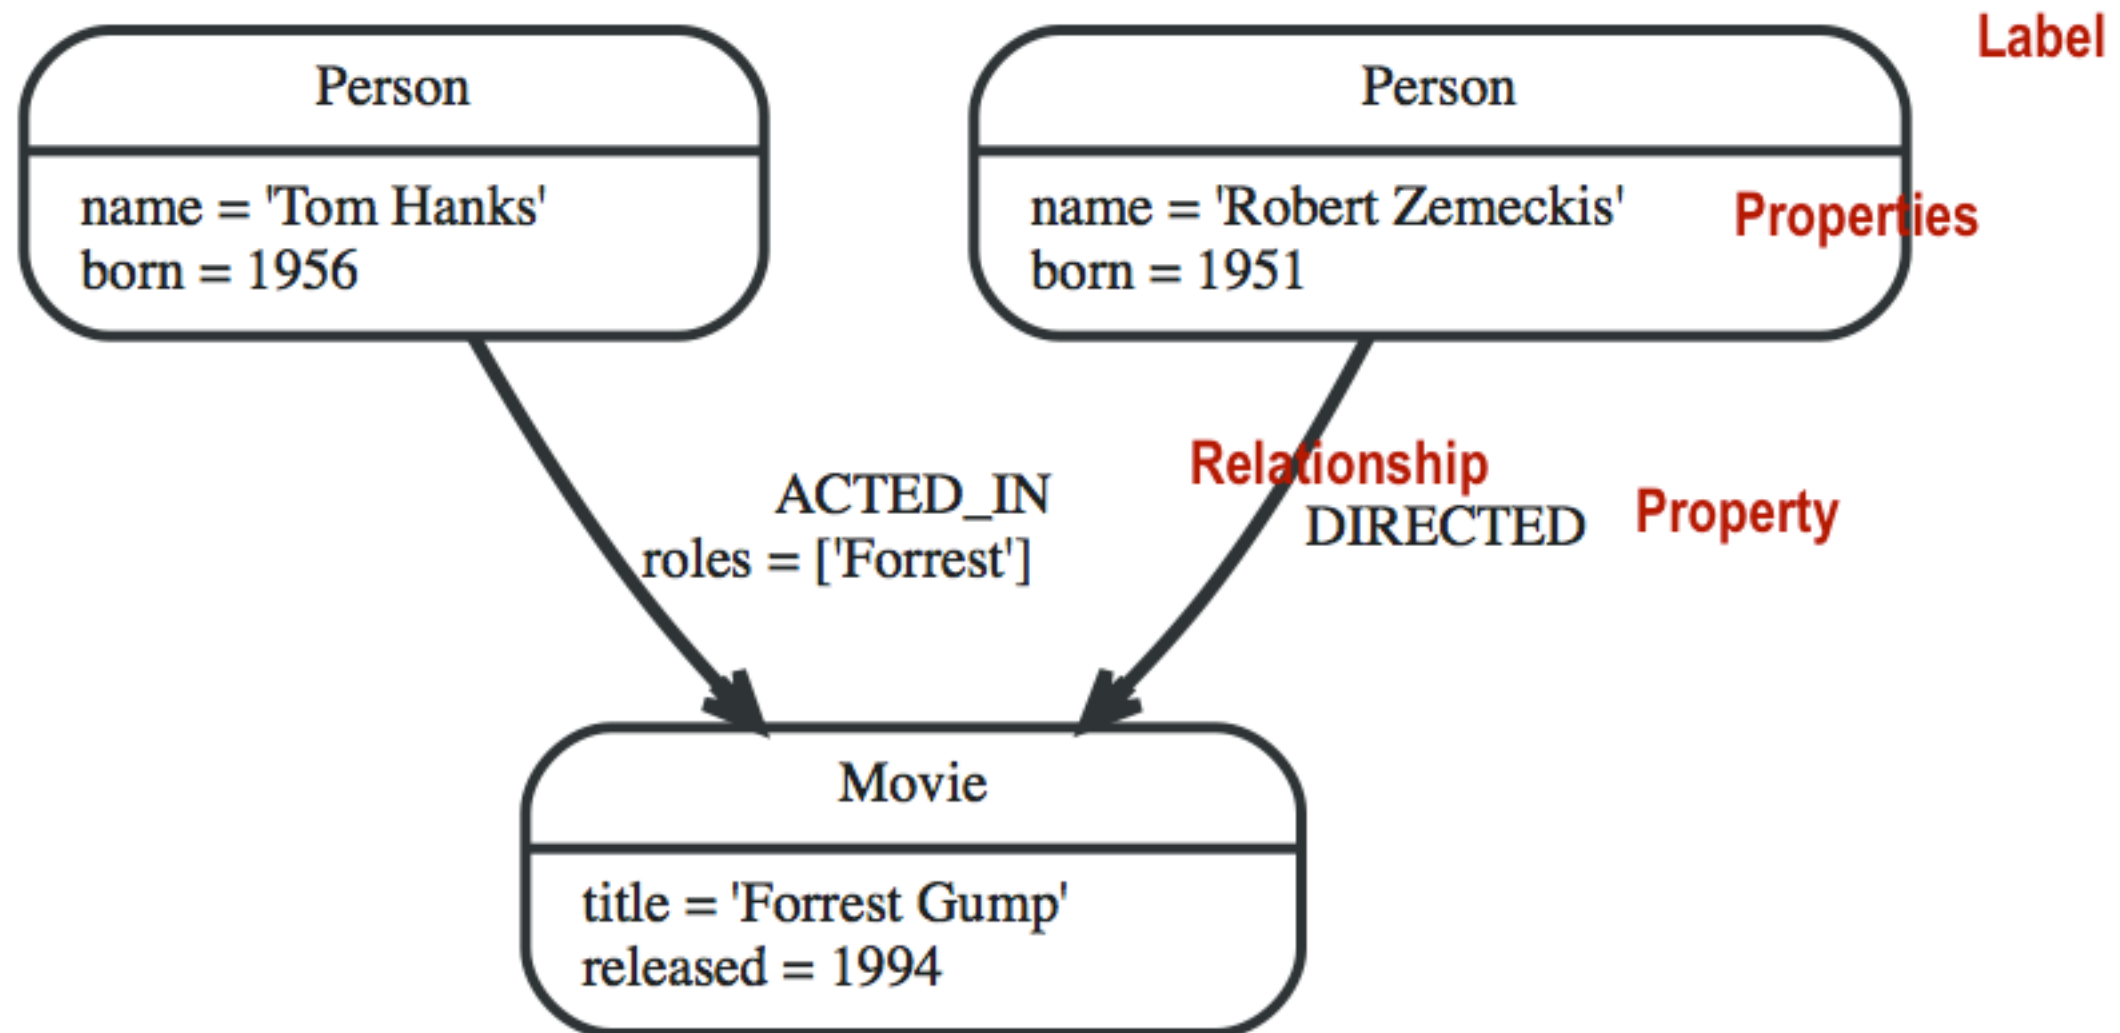 Label
Person
name = 'Tom Hanks'
born = 1956
Person
name = 'Robert Zemeckis'
born = 1951
Properties
ACTED_IN
roles = ['Forrest']
Relationship
DIRECTED
Property
Movie
title = 'Forrest Gump'
released = 1994